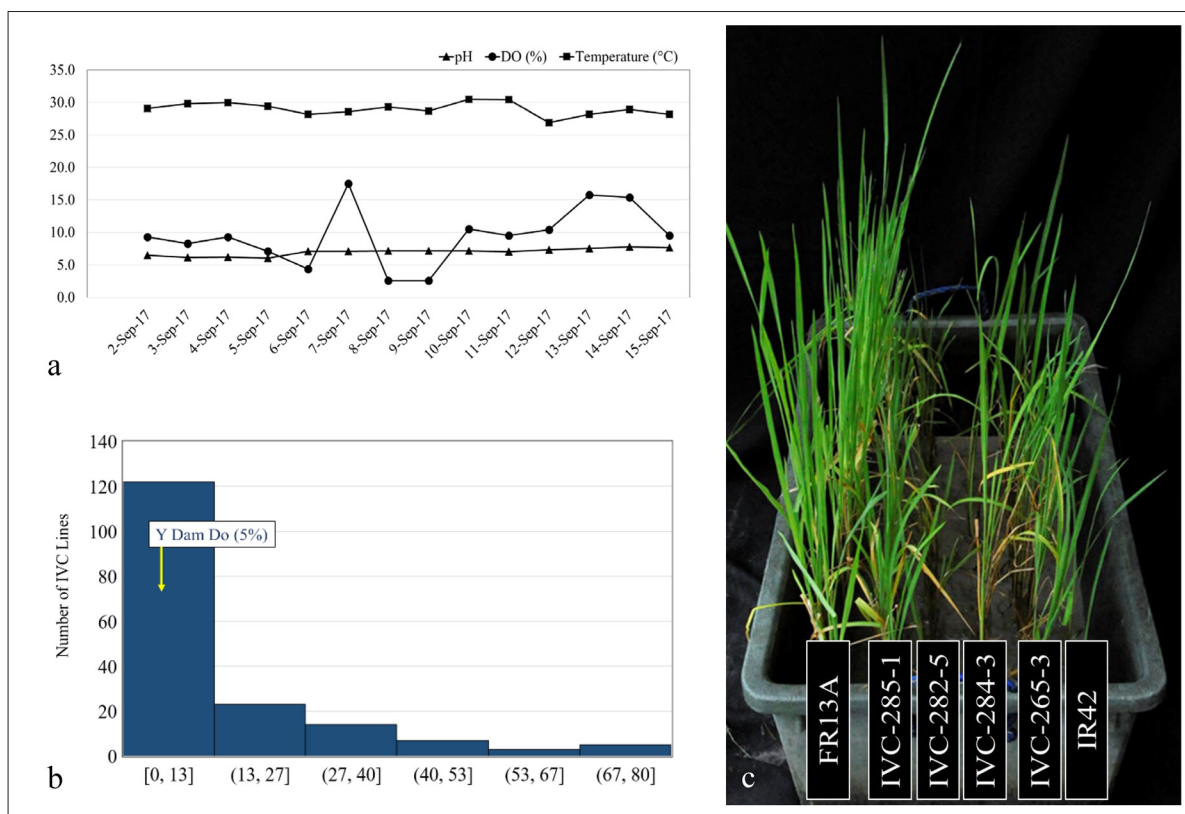 pH DO (%) Temperature (°C)
35.0
30.0
25.0
20.0
15.0
10.0
5.0
0.0
2-Sep-17 3-Sep-17 4-Sep-17 5-Sep-17 6-Sep-17 7-Sep-17 8-Sep-17 9-Sep-17 10-Sep-17 11-Sep-17 12-Sep-17 13-Sep-17 14-Sep-17 15-Sep-17
a
Number of IVC Lines
140
120
100
80
60
40
20
0
Y Dam Do (5%)
[0, 13] (13, 27] (27, 40] (40, 53] (53, 67] (67, 80]
b
FR13A
IVC-285-1
IVC-282-5
IVC-284-3
IVC-265-3
IR42
c